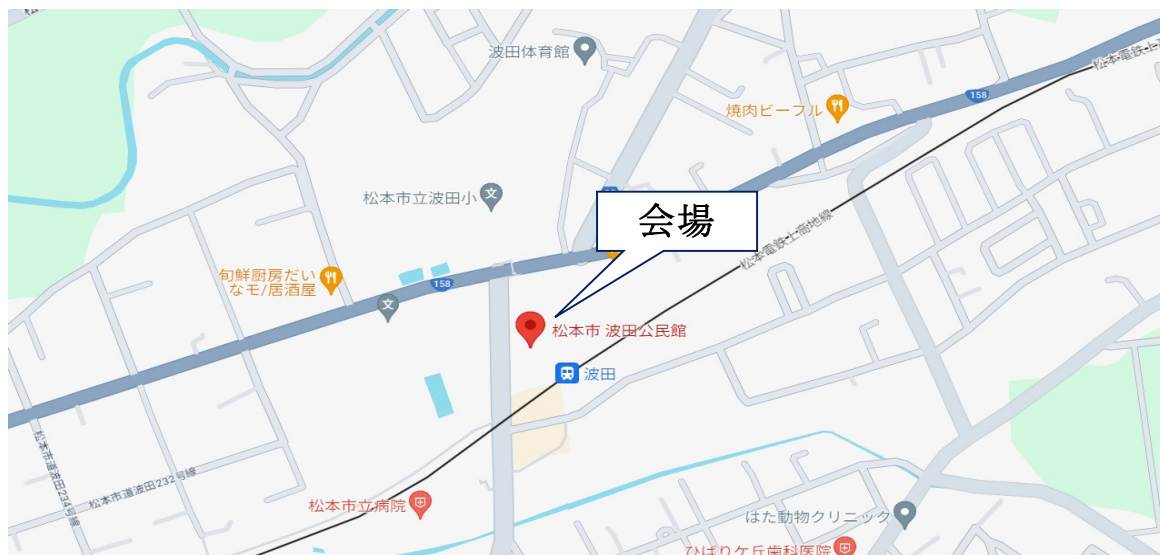 波田体育館
松本電鉄上高
158
焼肉ビーフル
松本市立波田小
文
会場
松本電鉄上高地線
旬鮮厨房だい
なモ/居酒屋
158
文
松本市 波田公民館
波田
松本市道波田234号線
松本市道波田232号線
松本市立病院
はた動物クリニック
ひばりケ丘歯科医院